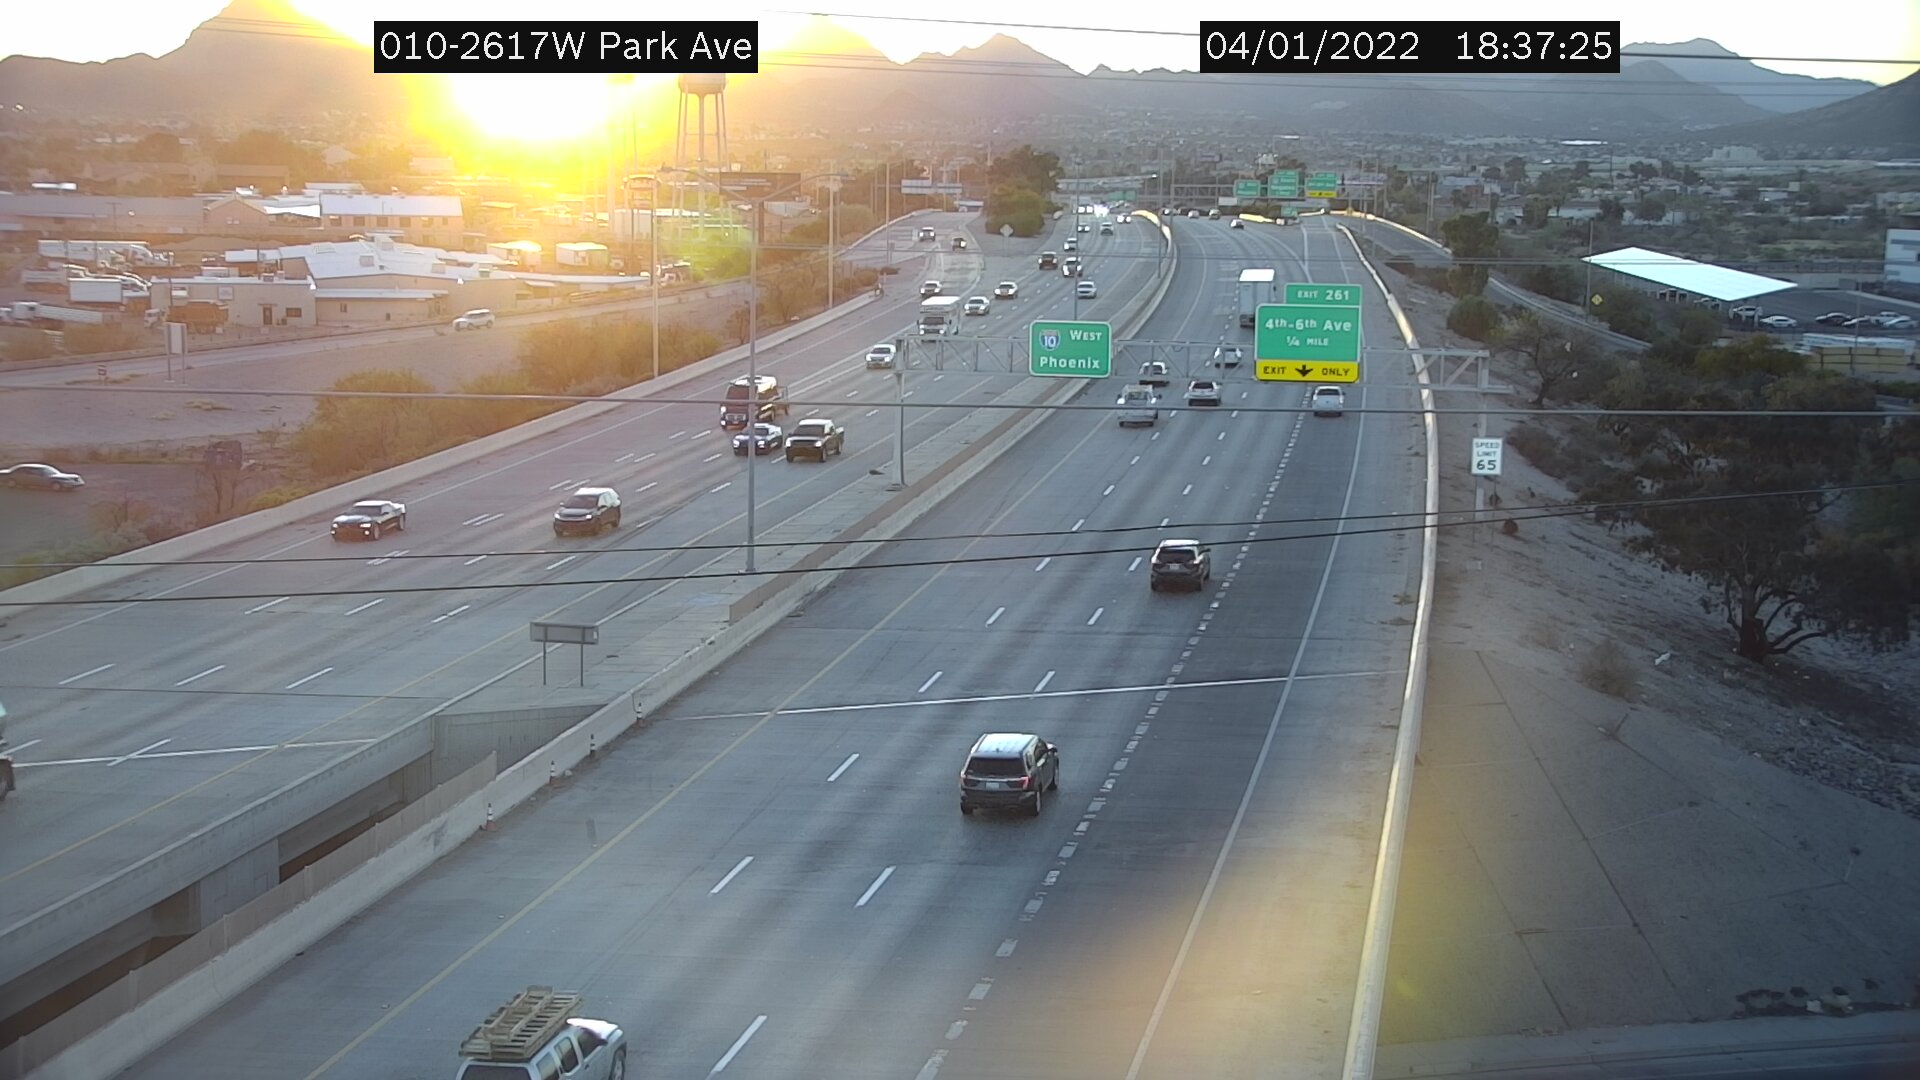 010-2617W Park Ave
04/01/2022 18:37:25
EXIT 261
4th-6th Ave
1/4 MILE
EXIT ONLY
10 WEST
Phoenix
SPEED
LIMIT
65